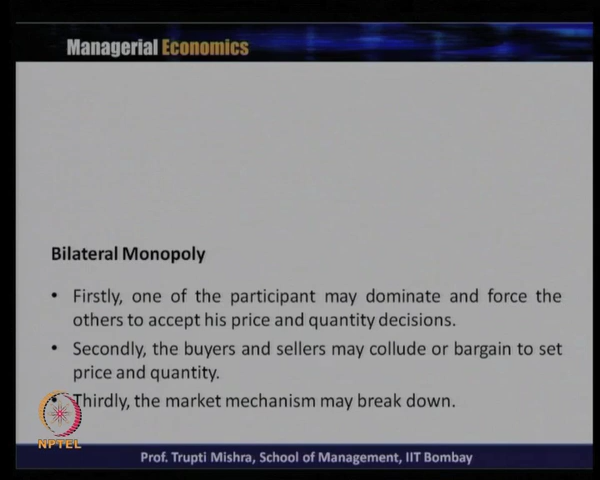 Managerial Economics
Bilateral Monopoly
• Firstly, one of the participant may dominate and force the
others to accept his price and quantity decisions.
• Secondly, the buyers and sellers may collude or bargain to set
price and quantity.
• Thirdly, the market mechanism may break down.
NPTEL
Prof. Trupti Mishra, School of Management, IIT Bombay